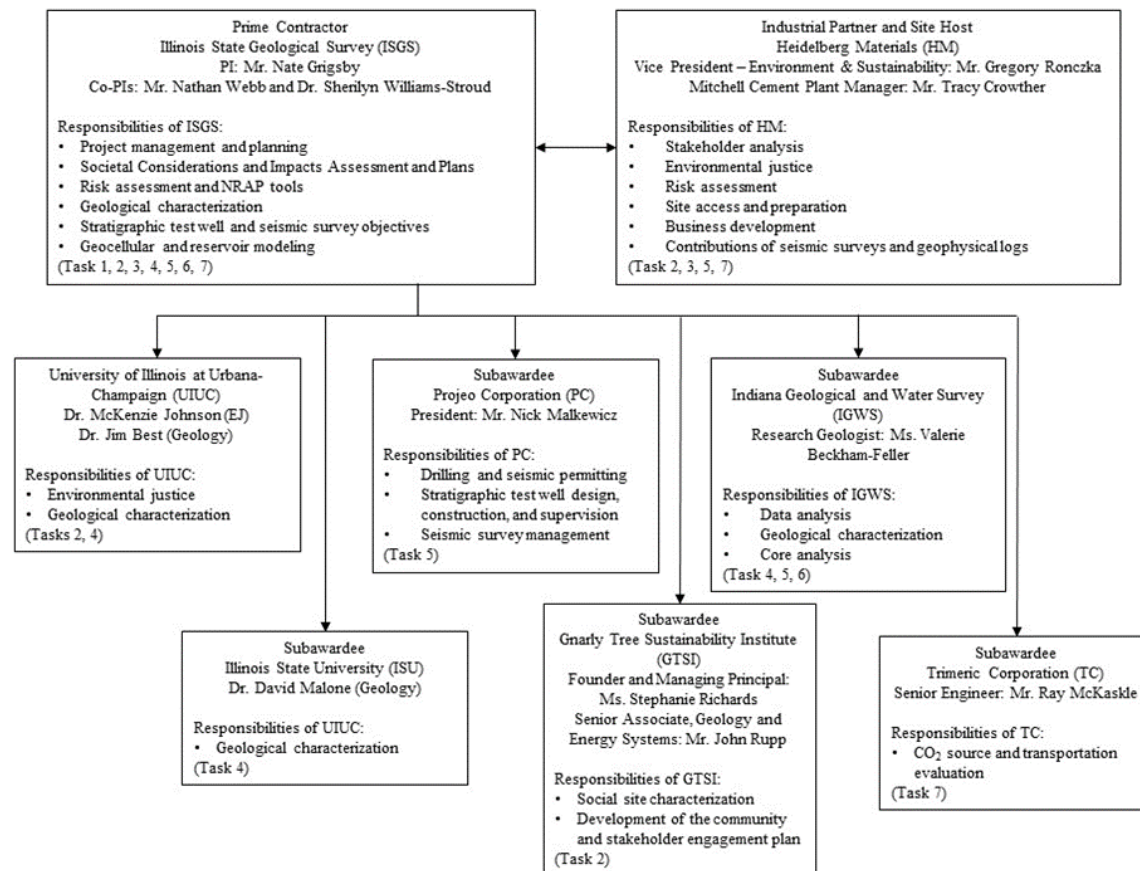 Prime Contractor
Illinois State Geological Survey (ISGS)
PI: Mr. Nate Grigsby
Co-PIs: Mr. Nathan Webb and Dr. Sherilyn Williams-Stroud
Responsibilities of ISGS:
• Project management and planning
• Societal Considerations and Impacts Assessment and Plans
• Risk assessment and NRAP tools
• Geological characterization
• Stratigraphic test well and seismic survey objectives
• Geocellular and reservoir modeling
(Task 1, 2, 3, 4, 5, 6, 7)
Industrial Partner and Site Host
Heidelberg Materials (HM)
Vice President – Environment & Sustainability: Mr. Gregory Ronczka
Mitchell Cement Plant Manager: Mr. Tracy Crowther
Responsibilities of HM:
• Stakeholder analysis
• Environmental justice
• Risk assessment
• Site access and preparation
• Business development
• Contributions of seismic surveys and geophysical logs
(Task 2, 3, 5, 7)
University of Illinois at Urbana-
Champaign (UIUC)
Dr. McKenzie Johnson (EJ)
Dr. Jim Best (Geology)
Responsibilities of UIUC:
• Environmental justice
• Geological characterization
(Tasks 2, 4)
Subawardee
Projeo Corporation (PC)
President: Mr. Nick Malkewicz
Responsibilities of PC:
• Drilling and seismic permitting
• Stratigraphic test well design,
construction, and supervision
• Seismic survey management
(Task 5)
Subawardee
Indiana Geological and Water Survey
(IGWS)
Research Geologist: Ms. Valerie
Beckham-Feller
Responsibilities of IGWS:
• Data analysis
• Geological characterization
• Core analysis
(Task 4, 5, 6)
Subawardee
Illinois State University (ISU)
Dr. David Malone (Geology)
Responsibilities of UIUC:
• Geological characterization
(Task 4)
Subawardee
Gnarly Tree Sustainability Institute
(GTSI)
Founder and Managing Principal:
Ms. Stephanie Richards
Senior Associate, Geology and
Energy Systems: Mr. John Rupp
Responsibilities of GTSI:
• Social site characterization
• Development of the community
and stakeholder engagement plan
(Task 2)
Subawardee
Trimeric Corporation (TC)
Senior Engineer: Mr. Ray McKaskle
Responsibilities of TC:
• CO₂ source and transportation
evaluation
(Task 7)